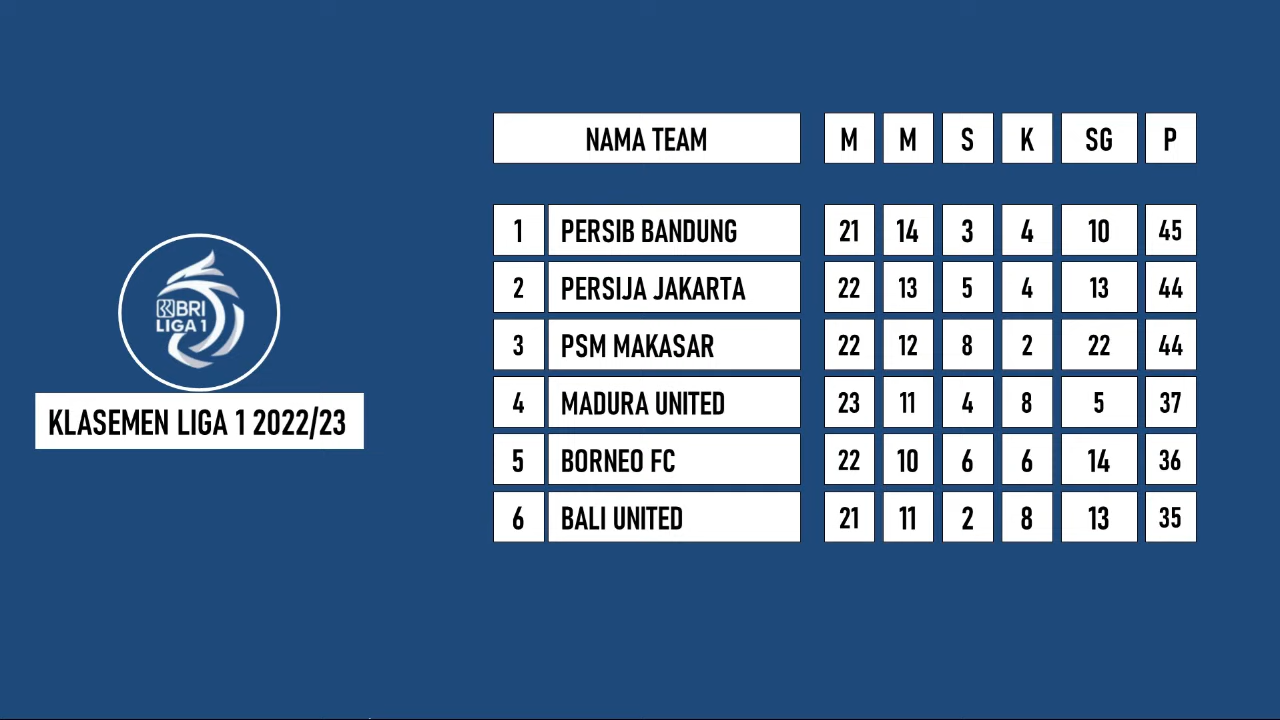 NAMA TEAM M M S K SG P
1 PERSIB BANDUNG 21 14 3 4 10 45
2 PERSIJA JAKARTA 22 13 5 4 13 44
3 PSM MAKASAR 22 12 8 2 22 44
4 MADURA UNITED 23 11 4 8 5 37
5 BORNEO FC 22 10 6 6 14 36
6 BALI UNITED 21 11 2 8 13 35
BRI
LIGA 1
KLASEMEN LIGA 1 2022/23